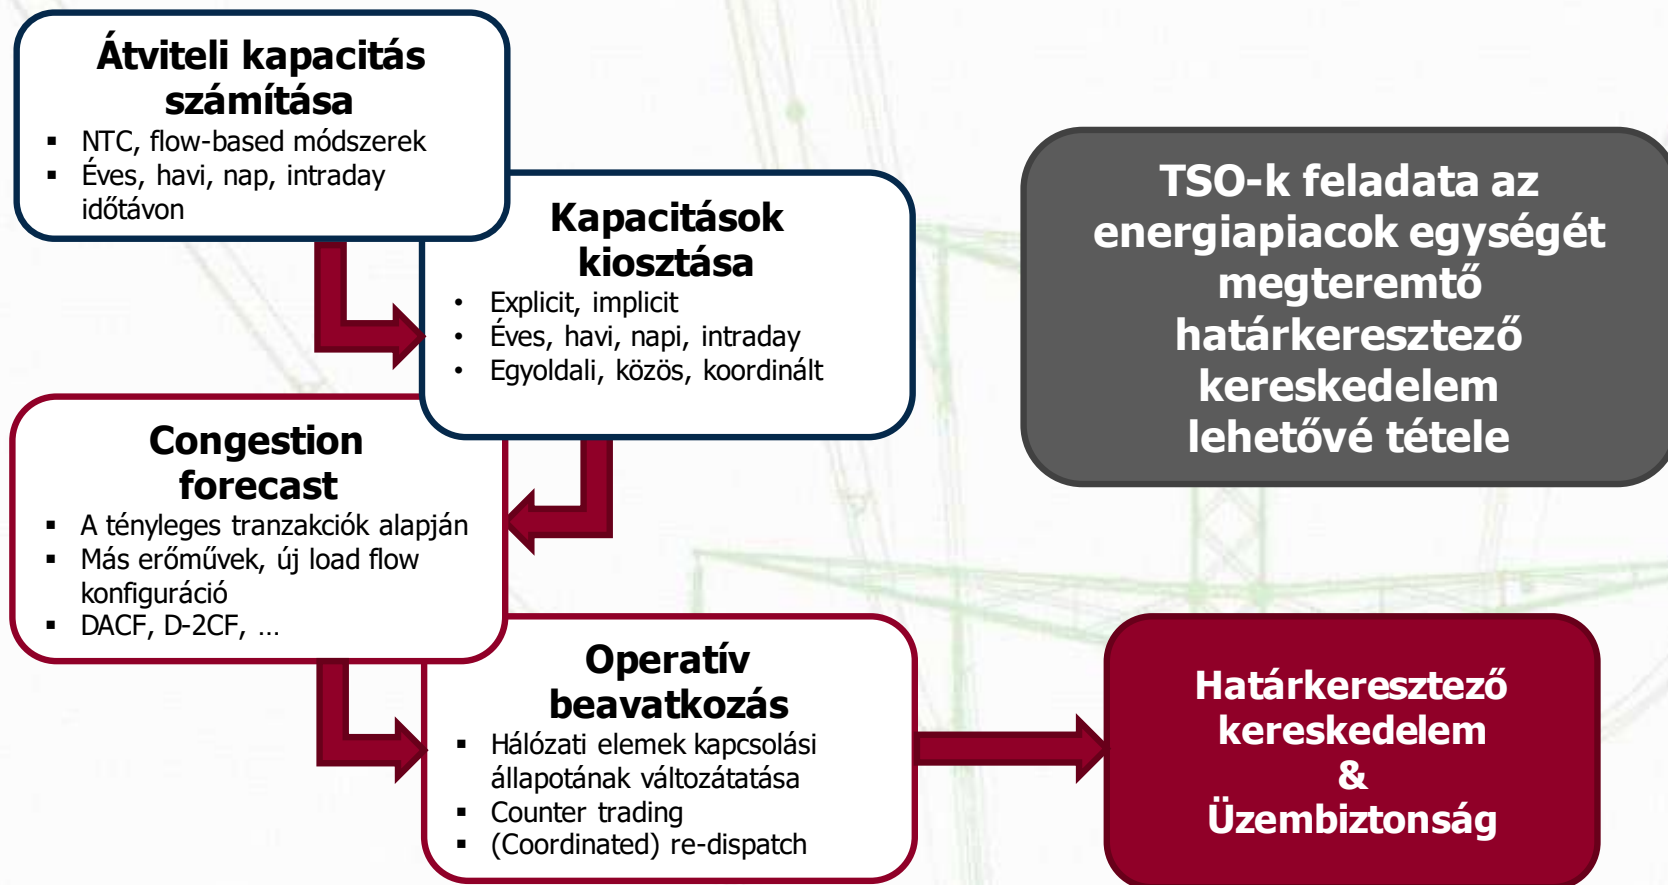 Átviteli kapacitás
számítása
▪ NTC, flow-based módszerek
▪ Éves, havi, nap, intraday
időtávon
Kapacitások
kiosztása
• Explicit, implicit
• Éves, havi, napi, intraday
• Egyoldali, közös, koordinált
Congestion
forecast
▪ A tényleges tranzakciók alapján
▪ Más erőművek, új load flow
konfiguráció
▪ DACF, D-2CF, …
Operatív
beavatkozás
▪ Hálózati elemek kapcsolási
állapotának változátatása
▪ Counter trading
▪ (Coordinated) re-dispatch
TSO-k feladata az
energiapiacok egységét
megteremtő
határkeresztező
kereskedelem
lehetővé tétele
Határkeresztező
kereskedelem
&
Üzembiztonság